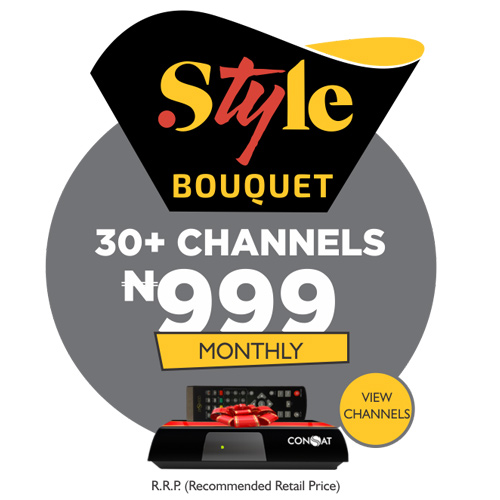 Style
BOUQUET
30+ CHANNELS
₦999
MONTHLY
VIEW
CHANNELS
CONSAT
R.R.P. (Recommended Retail Price)